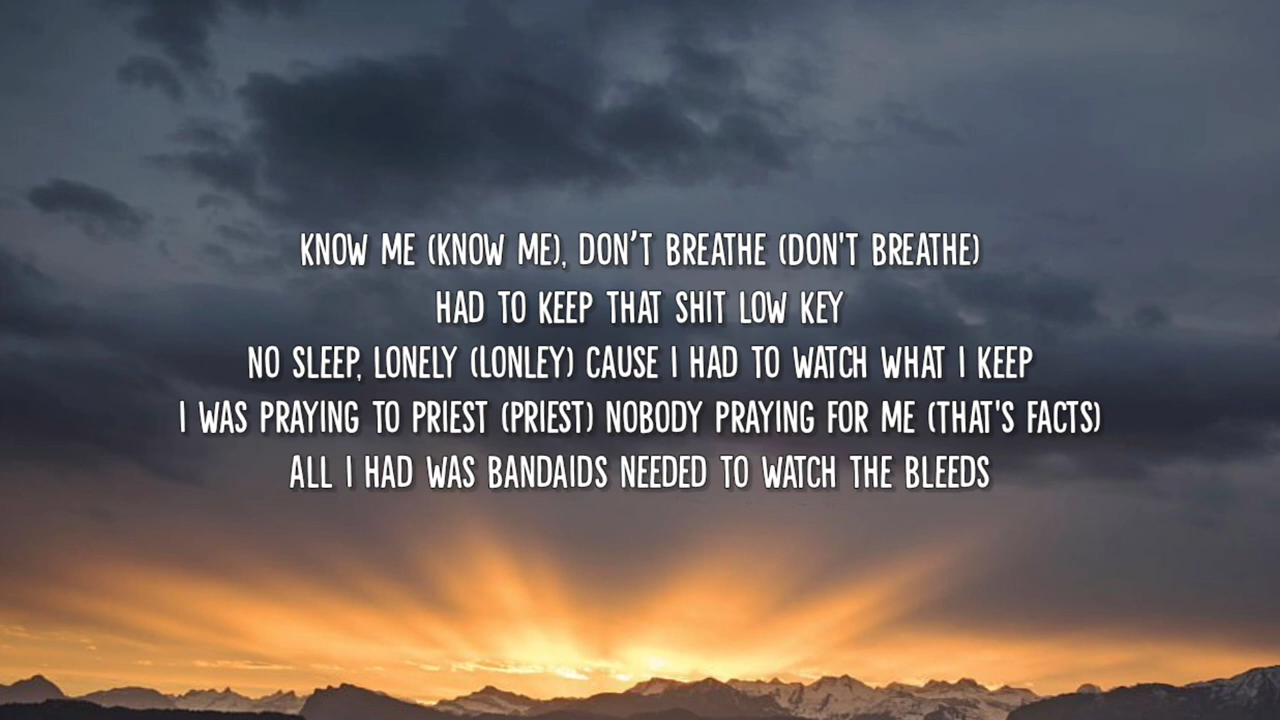 KNOW ME (KNOW ME), DON’T BREATHE (DON'T BREATHE)
HAD TO KEEP THAT SHIT LOW KEY
NO SLEEP, LONELY (LONLEY) CAUSE I HAD TO WATCH WHAT I KEEP
I WAS PRAYING TO PRIEST (PRIEST) NOBODY PRAYING FOR ME (THAT'S FACTS)
ALL I HAD WAS BANDAIDS NEEDED TO WATCH THE BLEEDS